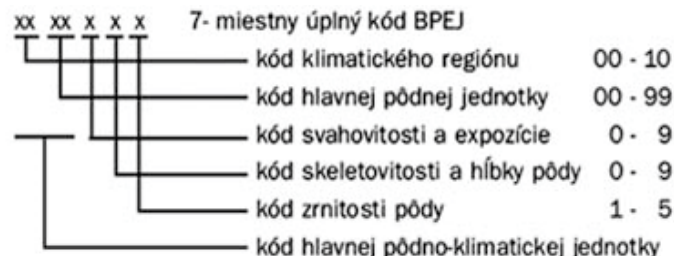 xx xx x x x 7- miestny úplný kód BPEJ
kód klimatického regiónu 00 - 10
kód hlavnej pôdnej jednotky 00 - 99
kód svahovitosti a expozície 0 - 9
kód skeletovitosti a hĺbky pôdy 0 - 9
kód zrnitosti pôdy 1 - 5
kód hlavnej pôdno-klimatickej jednotky